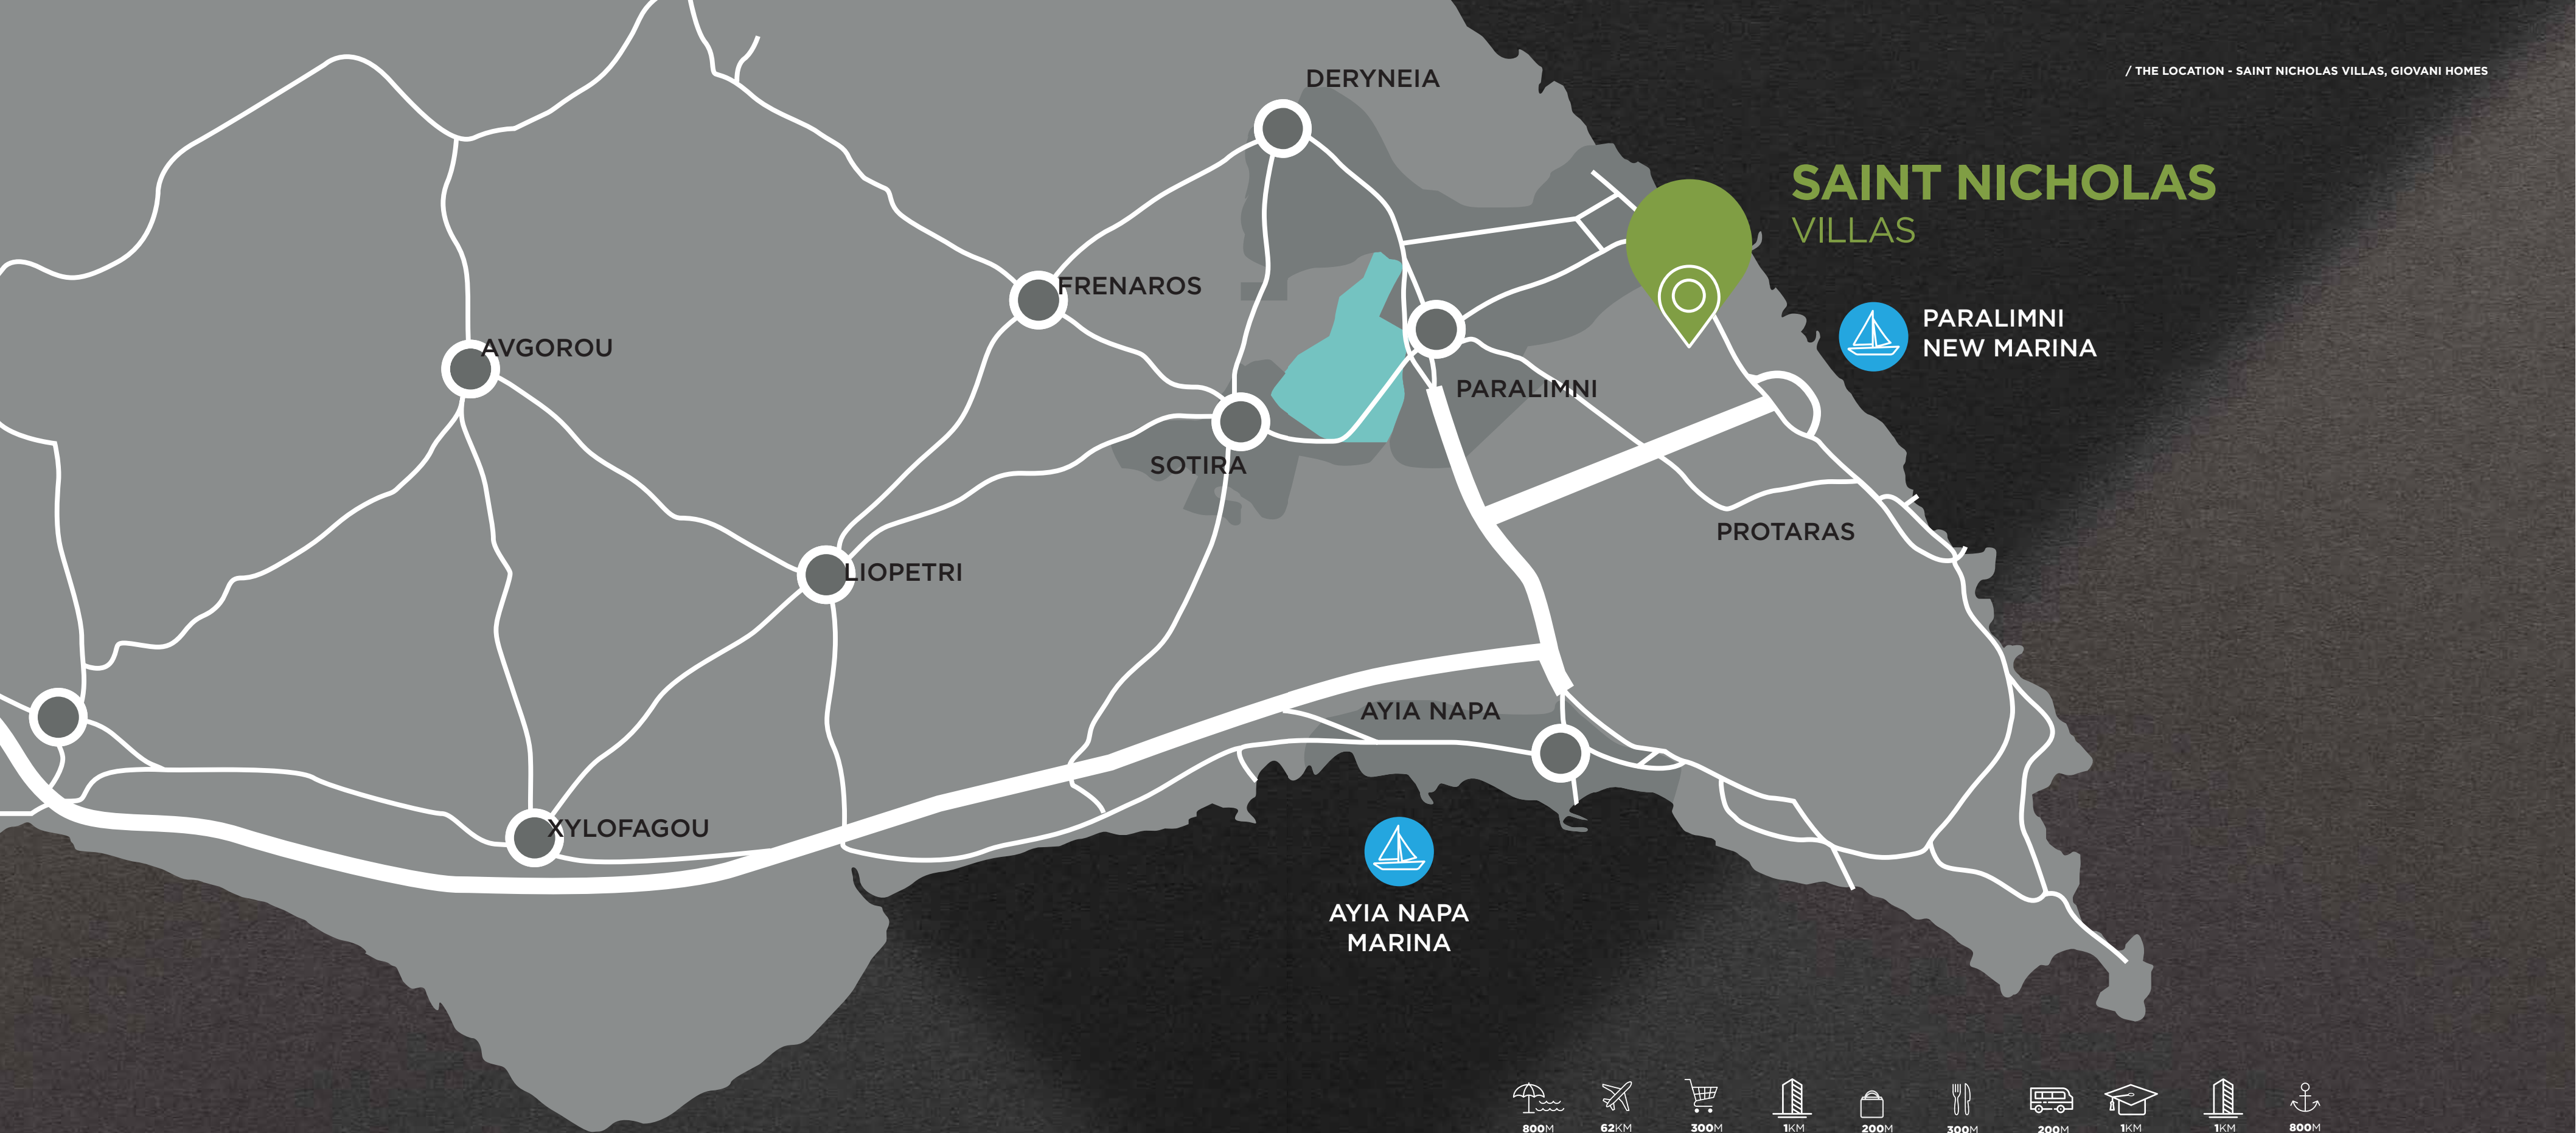 / THE LOCATION - SAINT NICHOLAS VILLAS, GIOVANI HOMES
DERYNEIA
SAINT NICHOLAS
VILLAS
FRENAROS
PARALIMNI
NEW MARINA
AVGOROU
PARALIMNI
SOTIRA
PROTARAS
LIOPETRI
AYIA NAPA
XYLOFAGOU
AYIA NAPA
MARINA
800M 62KM 300M 1KM 200M 300M 200M 1KM 1KM 800M